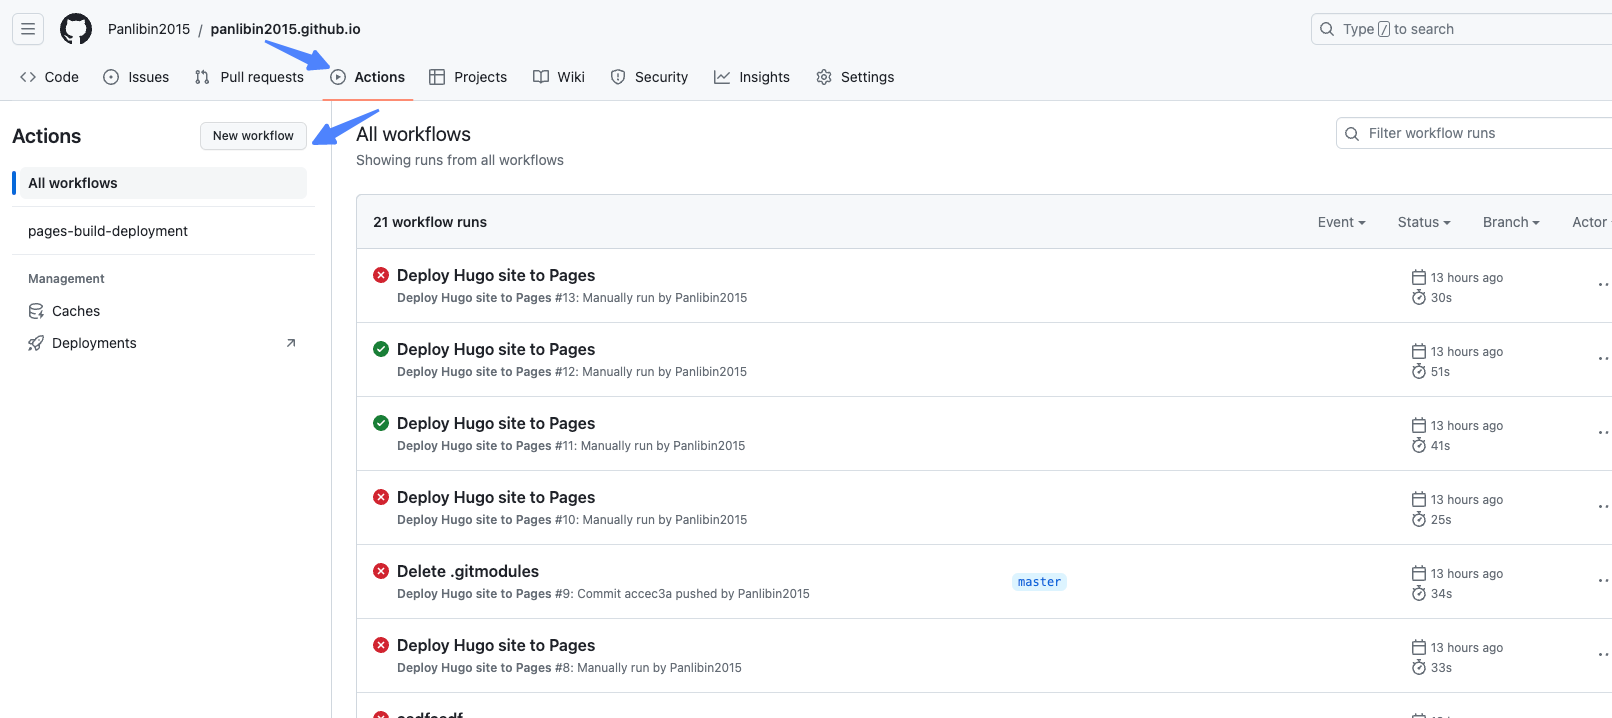 Panlibin2015 / panlibin2015.github.io
Type / to search
Code Issues Pull requests Actions Projects Wiki Security Insights Settings
Actions
New workflow
All workflows
pages-build-deployment
Management
Caches
Deployments
All workflows
Showing runs from all workflows
Filter workflow runs
21 workflow runs
Event Status Branch Actor
Deploy Hugo site to Pages
Deploy Hugo site to Pages #13: Manually run by Panlibin2015
13 hours ago
30s
Deploy Hugo site to Pages
Deploy Hugo site to Pages #12: Manually run by Panlibin2015
13 hours ago
51s
Deploy Hugo site to Pages
Deploy Hugo site to Pages #11: Manually run by Panlibin2015
13 hours ago
41s
Deploy Hugo site to Pages
Deploy Hugo site to Pages #10: Manually run by Panlibin2015
13 hours ago
25s
Delete .gitmodules
Deploy Hugo site to Pages #9: Commit accec3a pushed by Panlibin2015
master
13 hours ago
34s
Deploy Hugo site to Pages
Deploy Hugo site to Pages #8: Manually run by Panlibin2015
13 hours ago
33s